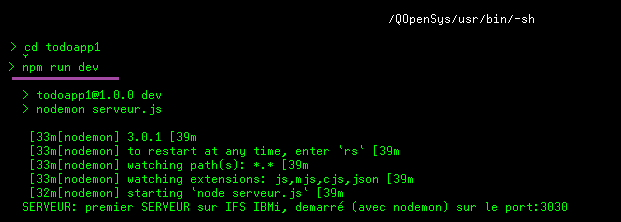 /QOpenSys/usr/bin/-sh
> cd todoapp1
> npm run dev
> todoapp1@1.0.0 dev
> nodemon serveur.js
[33m[nodemon] 3.0.1 [39m
[33m[nodemon] to restart at any time, enter `rs` [39m
[33m[nodemon] watching path(s): *.* [39m
[33m[nodemon] watching extensions: js,mjs,cjs,json [39m
[32m[nodemon] starting `node serveur.js` [39m
SERVEUR: premier SERVEUR sur IFS IBMi, demarré (avec nodemon) sur le port:3030